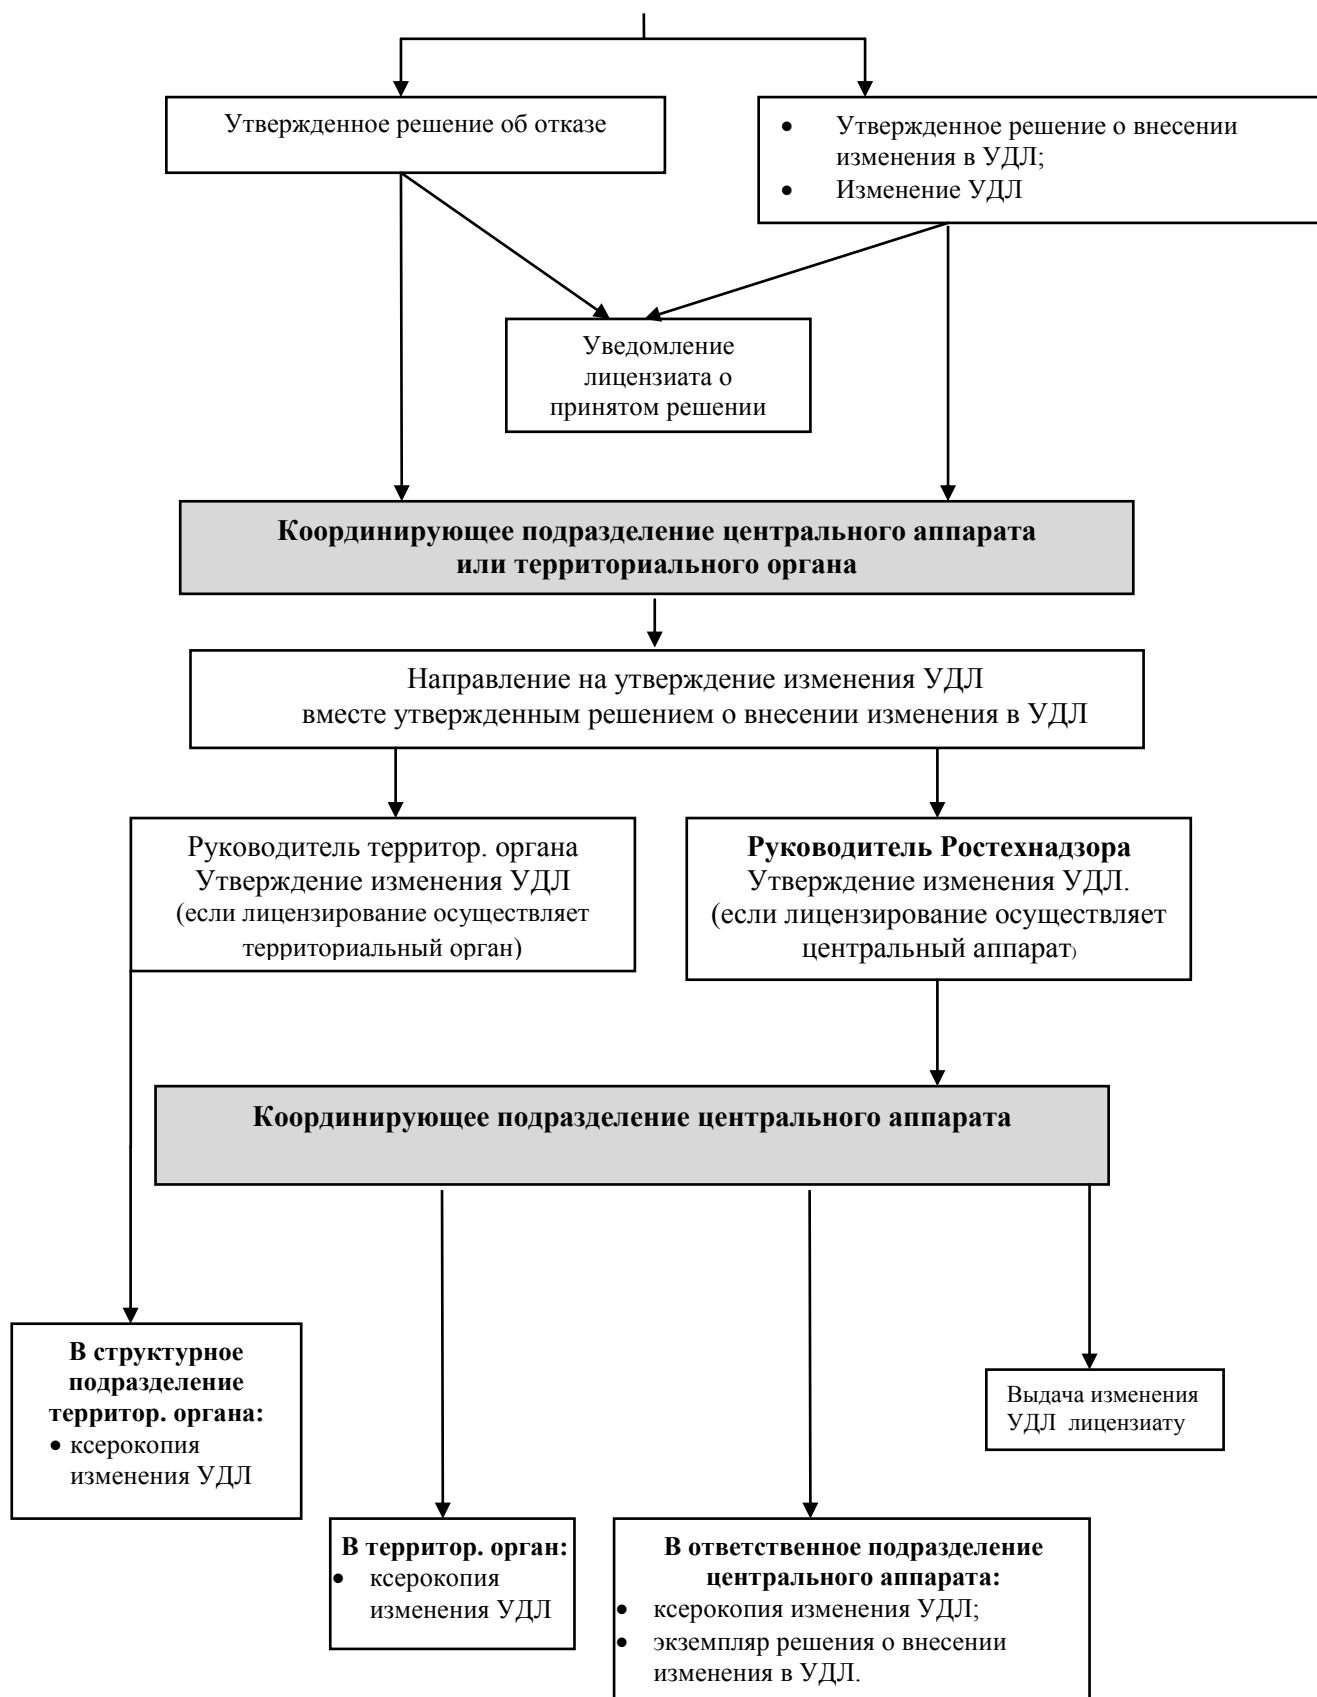 Утвержденное решение об отказе
• Утвержденное решение о внесении
изменения в УДЛ;
• Изменение УДЛ
Уведомление
лицензиата о
принятом решении
Координирующее подразделение центрального аппарата
или территориального органа
Направление на утверждение изменения УДЛ
вместе утвержденным решением о внесении изменения в УДЛ
Руководитель территор. органа
Утверждение изменения УДЛ
(если лицензирование осуществляет
территориальный орган)
Руководитель Ростехнадзора
Утверждение изменения УДЛ.
(если лицензирование осуществляет
центральный аппарат)
Координирующее подразделение центрального аппарата
В структурное
подразделение
территор. органа:
• ксерокопия
изменения УДЛ
Выдача изменения
УДЛ лицензиату
В территор. орган:
• ксерокопия
изменения УДЛ
В ответственное подразделение
центрального аппарата:
• ксерокопия изменения УДЛ;
• экземпляр решения о внесении
изменения в УДЛ.